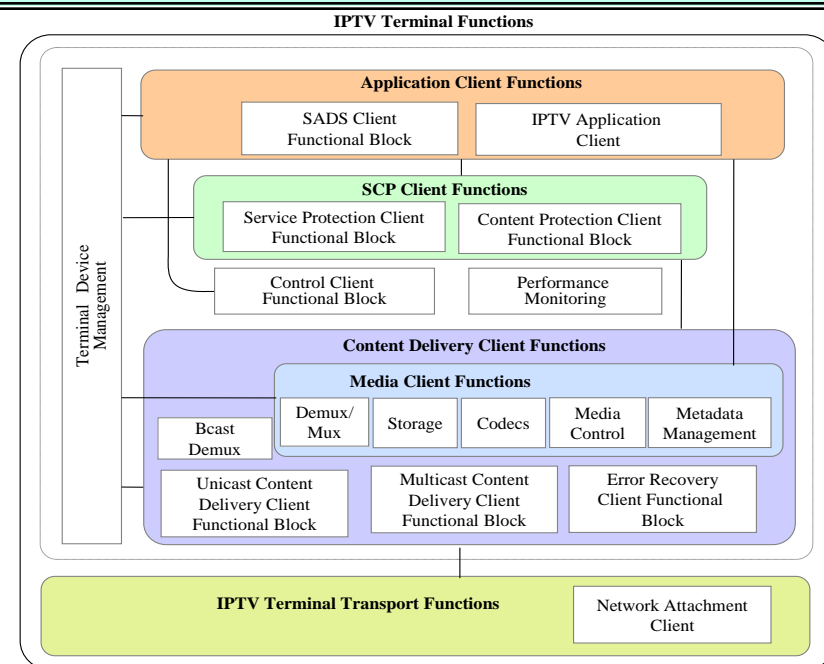 IPTV Terminal Functions
Application Client Functions
SADS Client
Functional Block
IPTV Application
Client
SCP Client Functions
Service Protection Client
Functional Block
Content Protection Client
Functional Block
Control Client
Functional Block
Performance
Monitoring
Terminal Device
Management
Content Delivery Client Functions
Media Client Functions
Demux/
Mux
Storage
Codecs
Media
Control
Metadata
Management
Bcast
Demux
Unicast Content
Delivery Client
Functional Block
Multicast Content
Delivery Client
Functional Block
Error Recovery
Client Functional
Block
IPTV Terminal Transport Functions
Network Attachment
Client